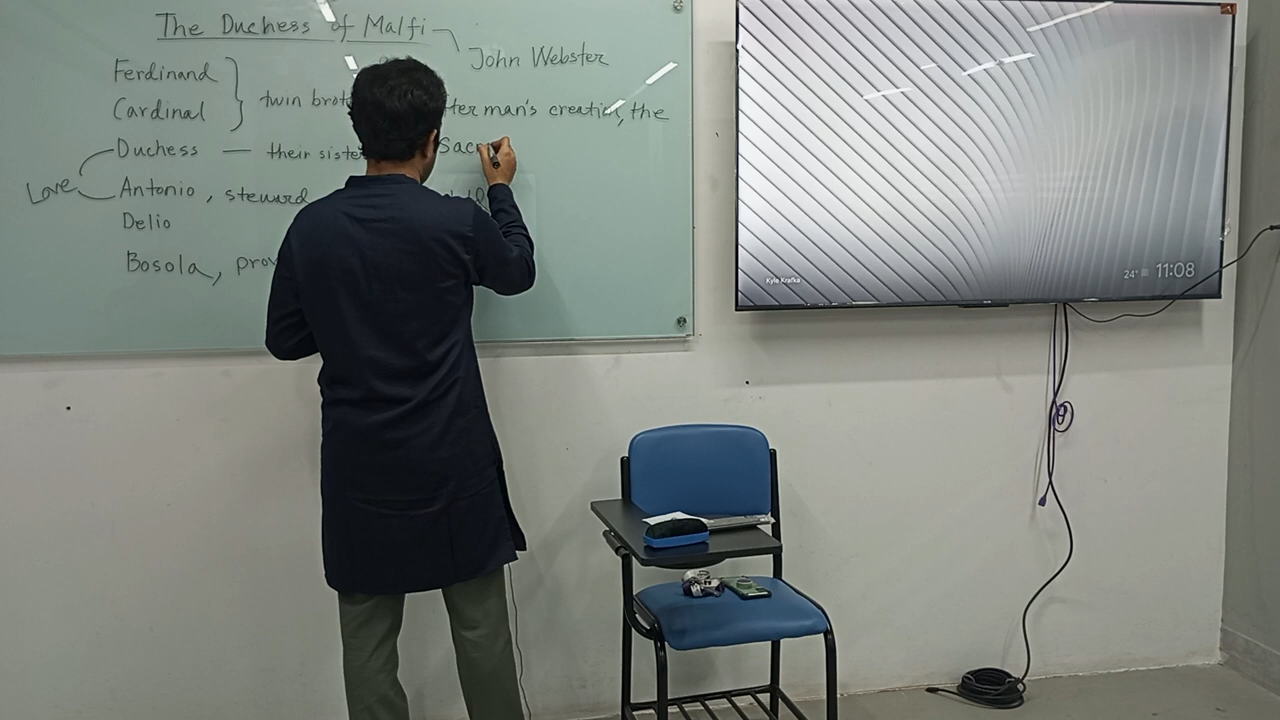 The Duchess of Malfi
John Webster
Ferdinand
Cardinal
twin brot
ter man's creation, the
Duchess — their siste
Sac
Love
Antonio, steward
Delio
Bosola, prov
Kyle Krafka
24° 11:08